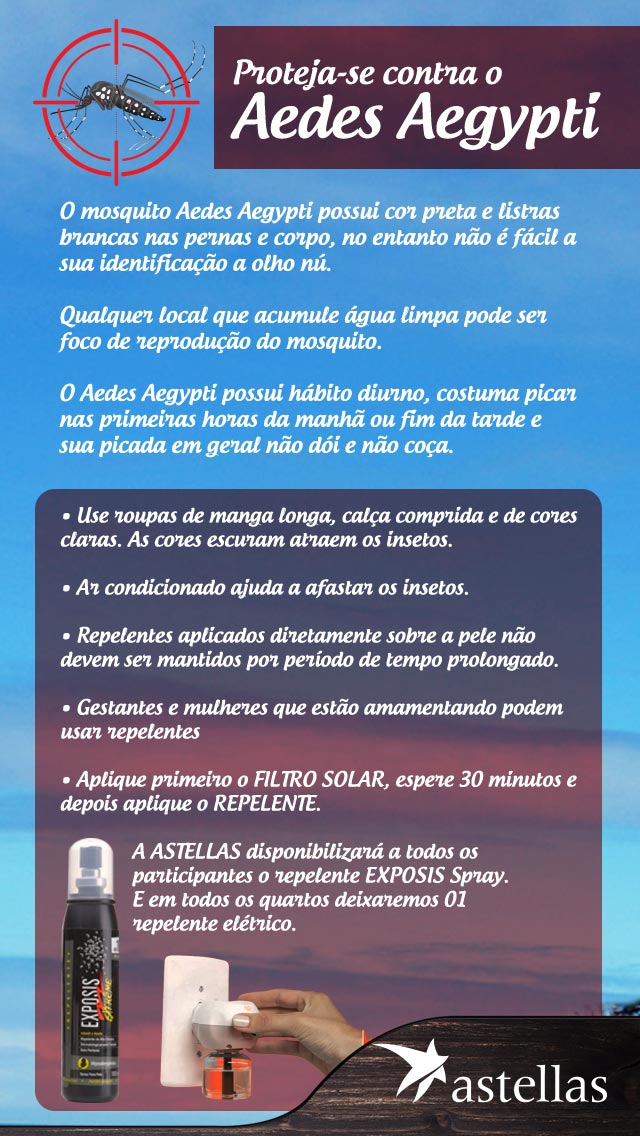 Proteja-se contra o
Aedes Aegypti
O mosquito Aedes Aegypti possui cor preta e listras
brancas nas pernas e corpo, no entanto não é fácil a
sua identificação a olho nú.
Qualquer local que acumule água limpa pode ser
foco de reprodução do mosquito.
O Aedes Aegypti possui hábito diurno, costuma picar
nas primeiras horas da manhã ou fim da tarde e
sua picada em geral não dói e não coça.
• Use roupas de manga longa, calça comprida e de cores
claras. As cores escuram atraem os insetos.
• Ar condicionado ajuda a afastar os insetos.
• Repelentes aplicados diretamente sobre a pele não
devem ser mantidos por período de tempo prolongado.
• Gestantes e mulheres que estão amamentando podem
usar repelentes
• Aplique primeiro o FILTRO SOLAR, espere 30 minutos e
depois aplique o REPELENTE.
A ASTELLAS disponibilizará a todos os
participantes o repelente EXPOSIS Spray.
E em todos os quartos deixaremos 01
repelente elétrico.
EXPOSIS
EXTREME
astellas